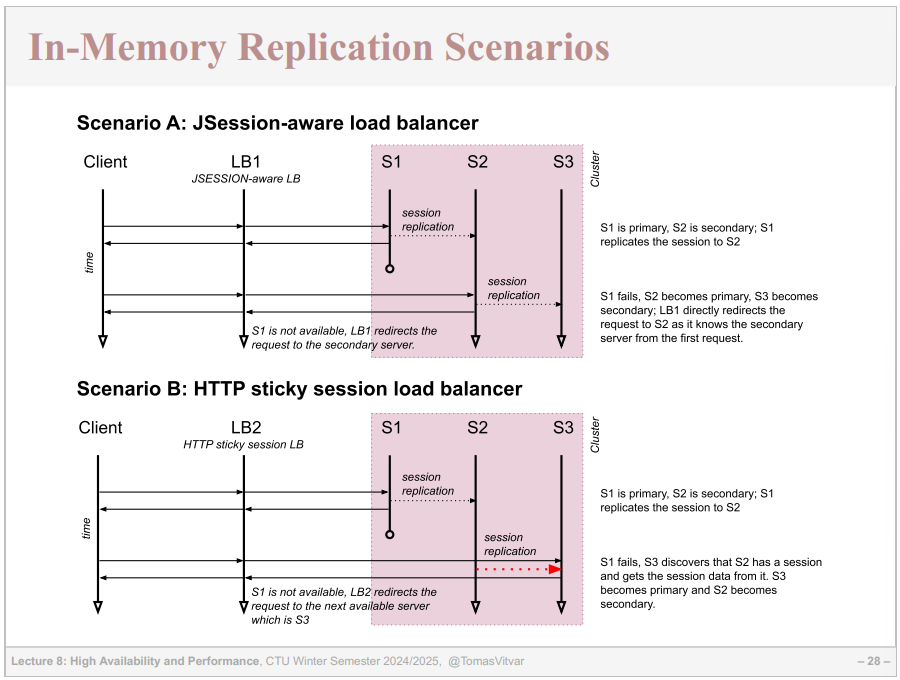 In-Memory Replication Scenarios
Scenario A: JSession-aware load balancer
Client
LB1
JSESSION-aware LB
S1
S2
S3
Cluster
time
session
replication
session
replication
S1 is not available, LB1 redirects the
request to the secondary server.
S1 is primary, S2 is secondary; S1
replicates the session to S2
S1 fails, S2 becomes primary, S3 becomes
secondary; LB1 directly redirects the
request to S2 as it knows the secondary
server from the first request.
Scenario B: HTTP sticky session load balancer
Client
LB2
HTTP sticky session LB
S1
S2
S3
Cluster
time
session
replication
session
replication
S1 is not available, LB2 redirects the
request to the next available server
which is S3
S1 is primary, S2 is secondary; S1
replicates the session to S2
S1 fails, S3 discovers that S2 has a session
and gets the session data from it. S3
becomes primary and S2 becomes
secondary.
Lecture 8: High Availability and Performance, CTU Winter Semester 2024/2025, @TomasVitvar
– 28 –